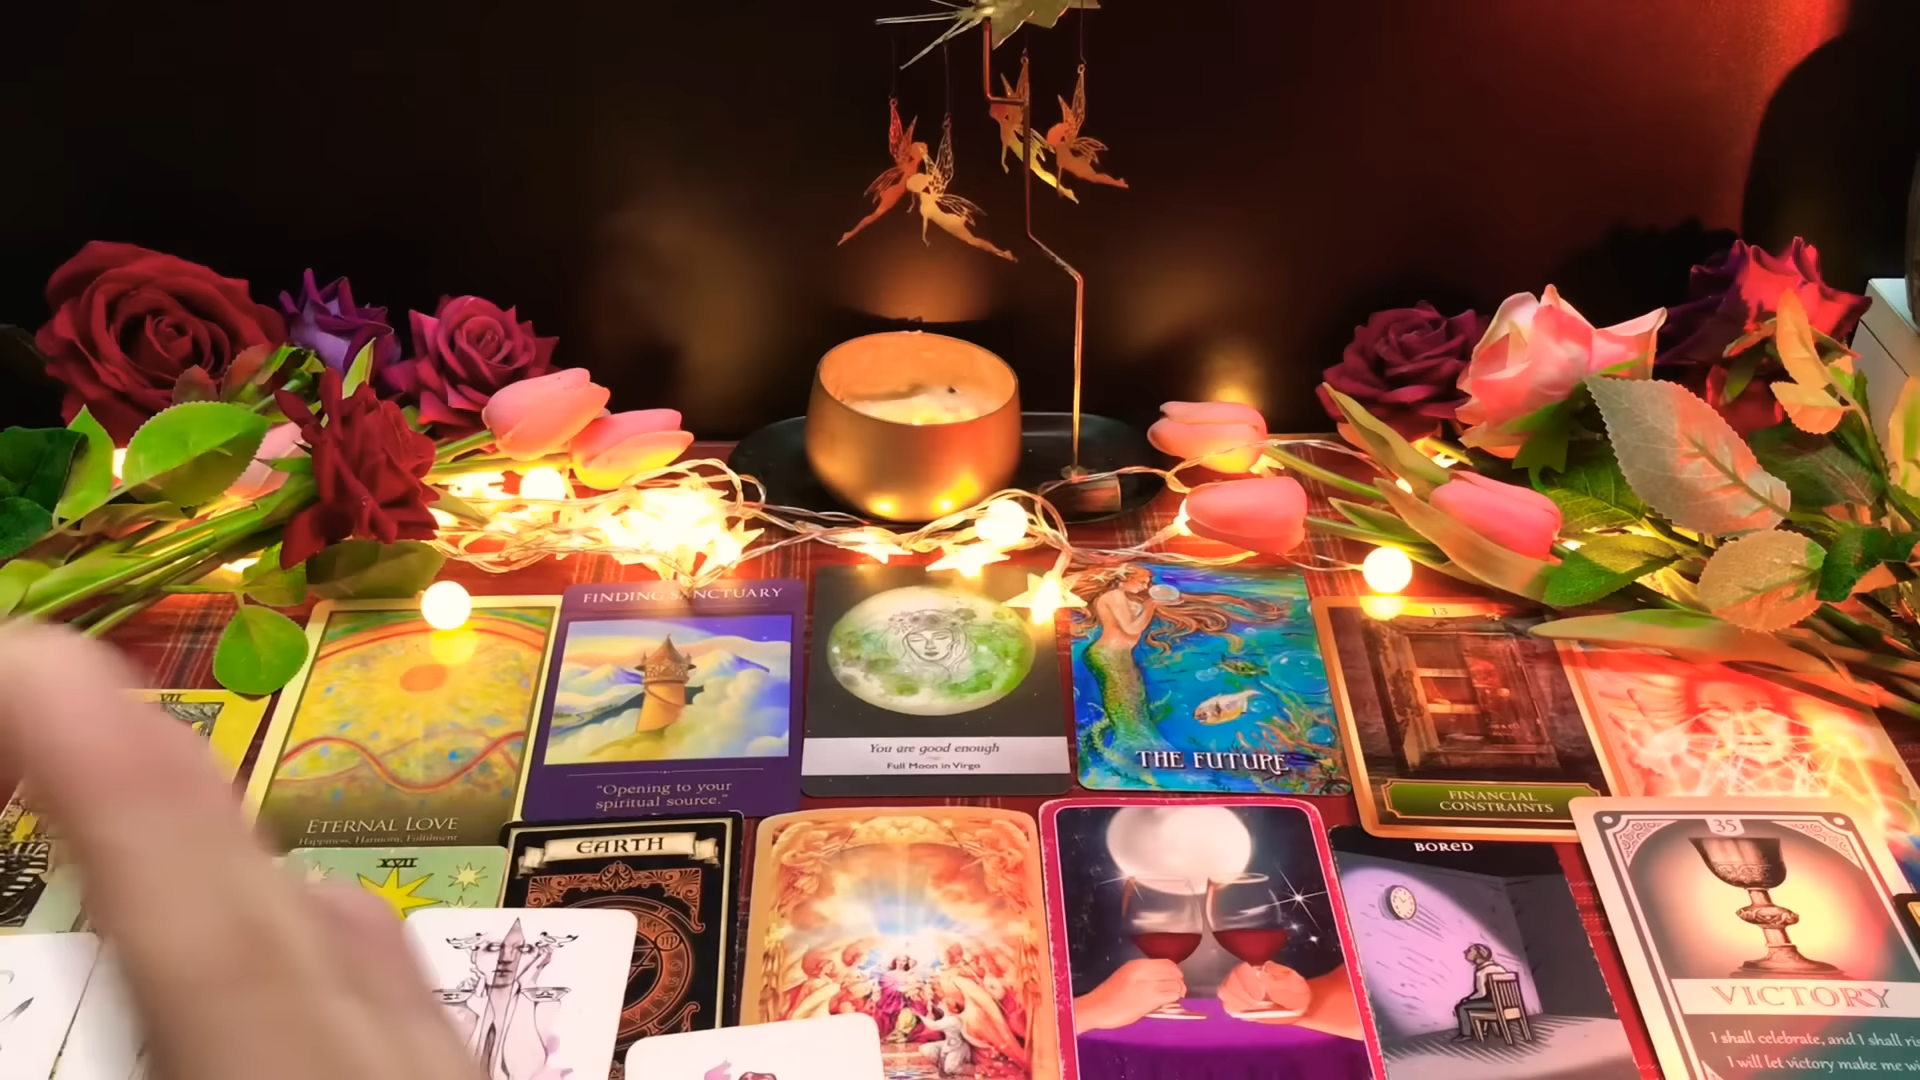 FINDING SANCTUARY
VII
13
You are good enough
Full Moon in Virgo
THE FUTURE
"Opening to your
spiritual source."
FINANCIAL
CONSTRAINTS
ETERNAL LOVE
Happiness, Harmony, Fulfilment
XVII
EARTH
BORED
35
VICTORY
I shall celebrate, and I shall
I will let victory make me